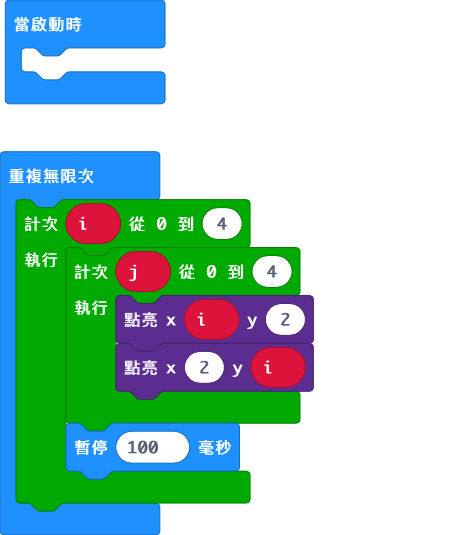 當啟動時
重複無限次
計次 i 從 0 到 4
執行
計次 j 從 0 到 4
執行
點亮 x i y 2
點亮 x 2 y i
暫停 100 毫秒